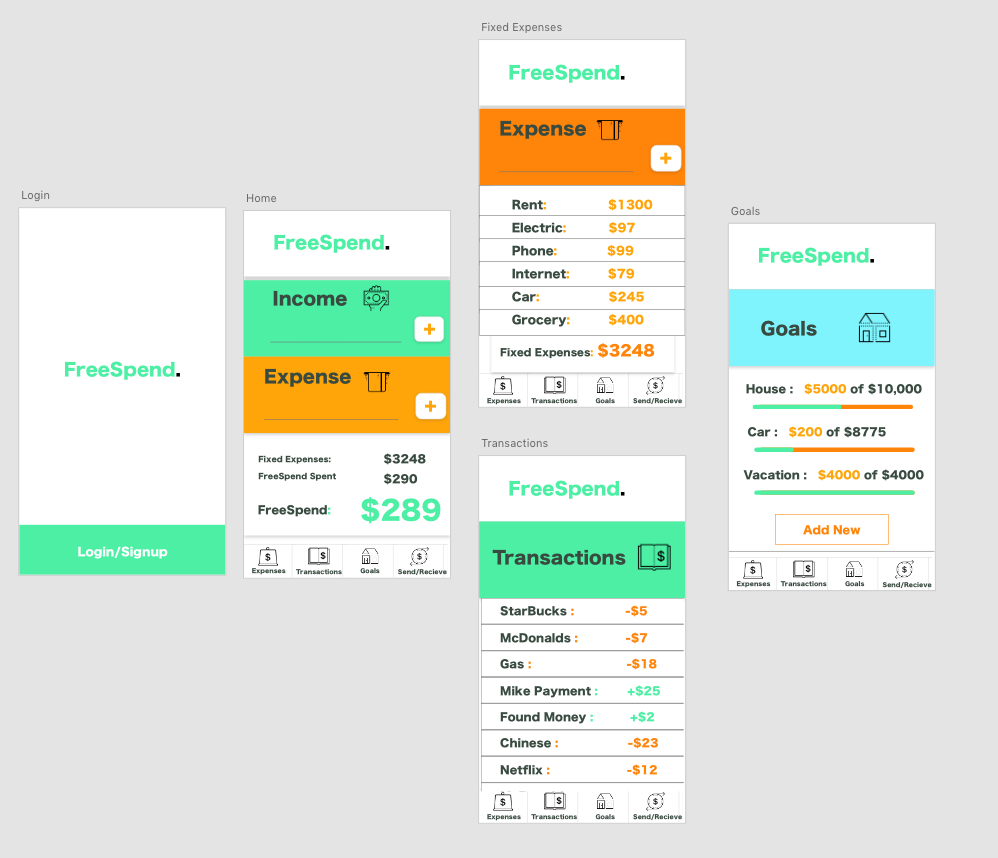 Login
FreeSpend.
Login/Signup
Home
FreeSpend.
Income
+
Expense
+
Fixed Expenses: $3248
FreeSpend Spent $290
FreeSpend: $289
$ $ $
Expenses Transactions Goals Send/Recieve
Fixed Expenses
FreeSpend.
Expense
+
Rent: $1300
Electric: $97
Phone: $99
Internet: $79
Car: $245
Grocery: $400
Fixed Expenses: $3248
$ $ $
Expenses Transactions Goals Send/Recieve
Transactions
FreeSpend.
Transactions $
StarBucks : -$5
McDonalds : -$7
Gas : -$18
Mike Payment : +$25
Found Money : +$2
Chinese : -$23
Netflix : -$12
$ $ $
Expenses Transactions Goals Send/Recieve
Goals
FreeSpend.
Goals
House : $5000 of $10,000
Car : $200 of $8775
Vacation : $4000 of $4000
Add New
$ $ $
Expenses Transactions Goals Send/Recieve